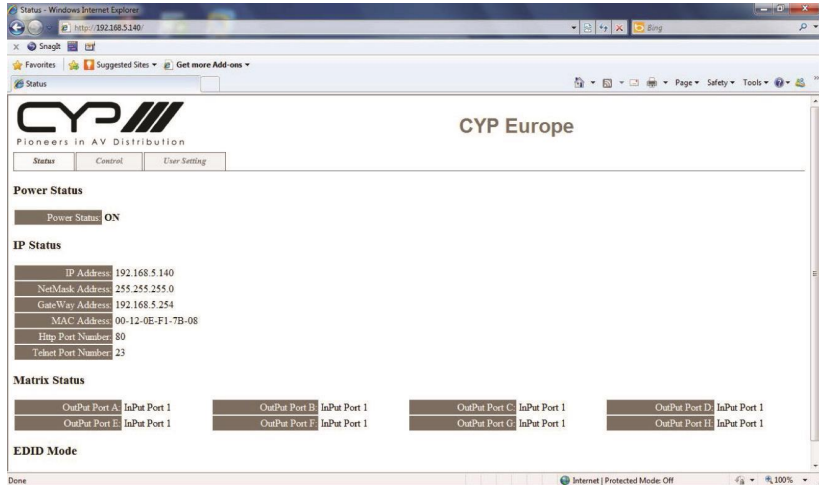 Status - Windows Internet Explorer
http://192.168.5.140/
Bing
x SnagIt
Favorites Suggested Sites Get more Add-ons
Status Page Safety Tools
CYP
Pioneers in AV Distribution
CYP Europe
Status Control User Setting
Power Status
Power Status: ON
IP Status
IP Address: 192.168.5.140
NetMask Address: 255.255.255.0
GateWay Address: 192.168.5.254
MAC Address: 00-12-0E-F1-7B-08
Http Port Number: 80
Telnet Port Number: 23
Matrix Status
OutPut Port A: InPut Port 1 OutPut Port B: InPut Port 1 OutPut Port C: InPut Port 1 OutPut Port D: InPut Port 1
OutPut Port E: InPut Port 1 OutPut Port F: InPut Port 1 OutPut Port G: InPut Port 1 OutPut Port H: InPut Port 1
EDID Mode
Done Internet | Protected Mode: Off 100%